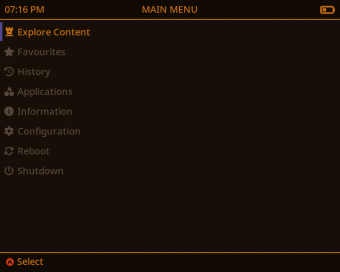 07:16 PM MAIN MENU
Explore Content
Favourites
History
Applications
Information
Configuration
Reboot
Shutdown
A Select